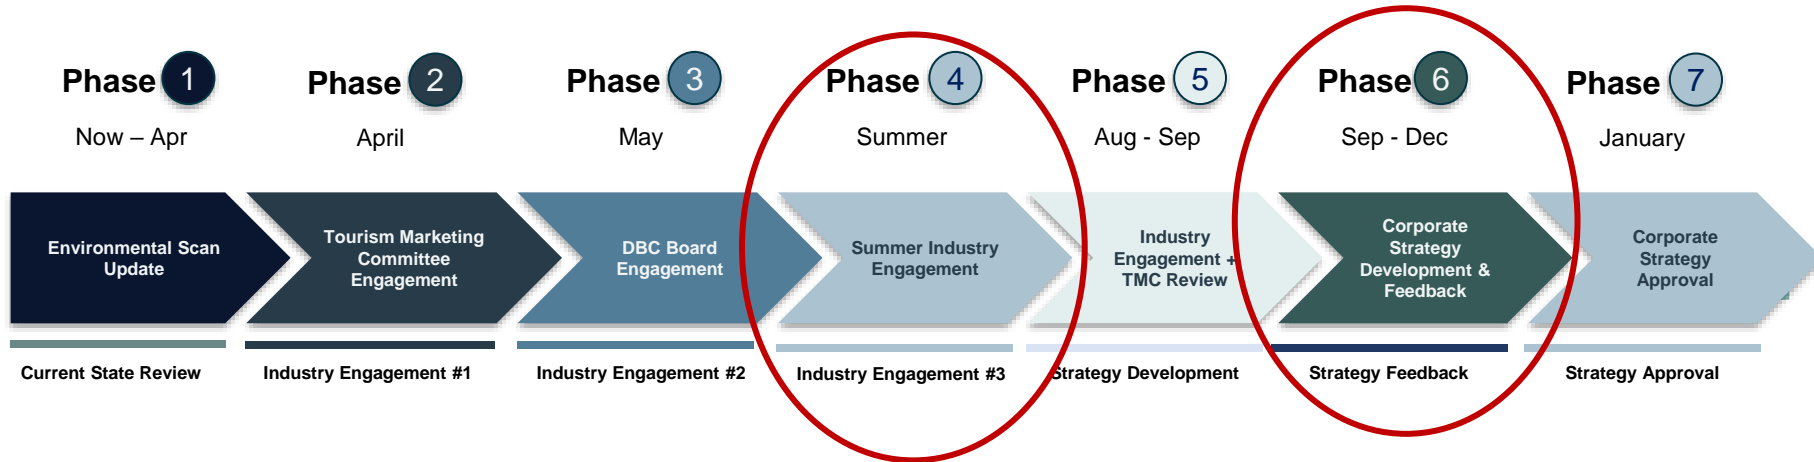 Phase 1
Phase 2
Phase 3
Phase 4
Phase 5
Phase 6
Phase 7
Now – Apr
April
May
Summer
Aug - Sep
Sep - Dec
January
Environmental Scan
Update
Tourism Marketing
Committee
Engagement
DBC Board
Engagement
Summer Industry
Engagement
Industry
Engagement +
TMC Review
Corporate
Strategy
Development &
Feedback
Corporate
Strategy
Approval
Current State Review
Industry Engagement #1
Industry Engagement #2
Industry Engagement #3
Strategy Development
Strategy Feedback
Strategy Approval